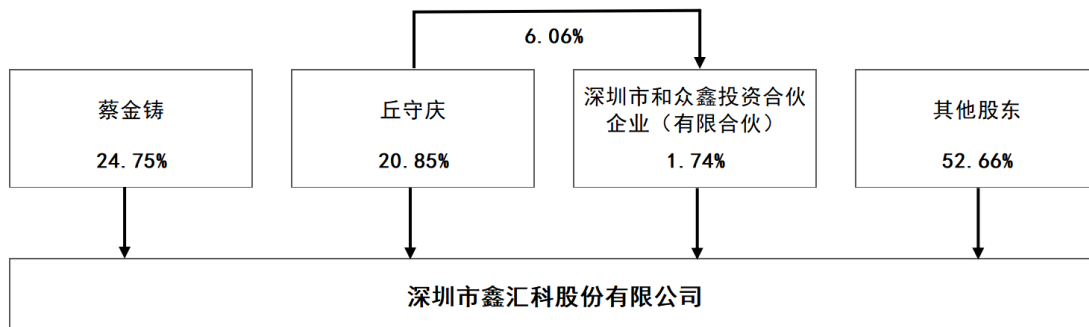 6.06%
蔡金铸
24.75%
丘守庆
20.85%
深圳市和众鑫投资合伙
企业（有限合伙）
1.74%
其他股东
52.66%
深圳市鑫汇科股份有限公司